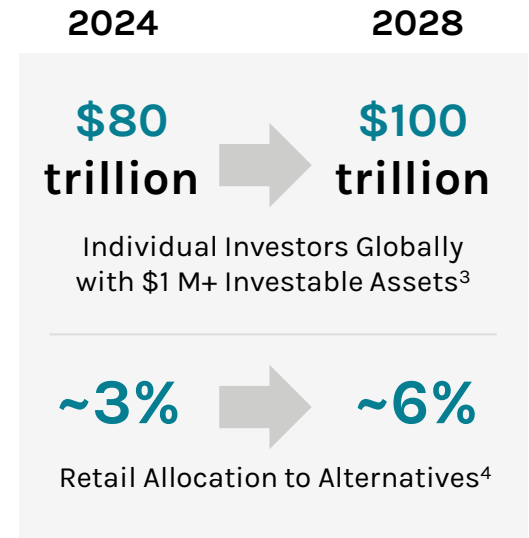 2024 2028
$80 $100
trillion trillion
Individual Investors Globally
with $1 M+ Investable Assets³
~3% ~6%
Retail Allocation to Alternatives⁴